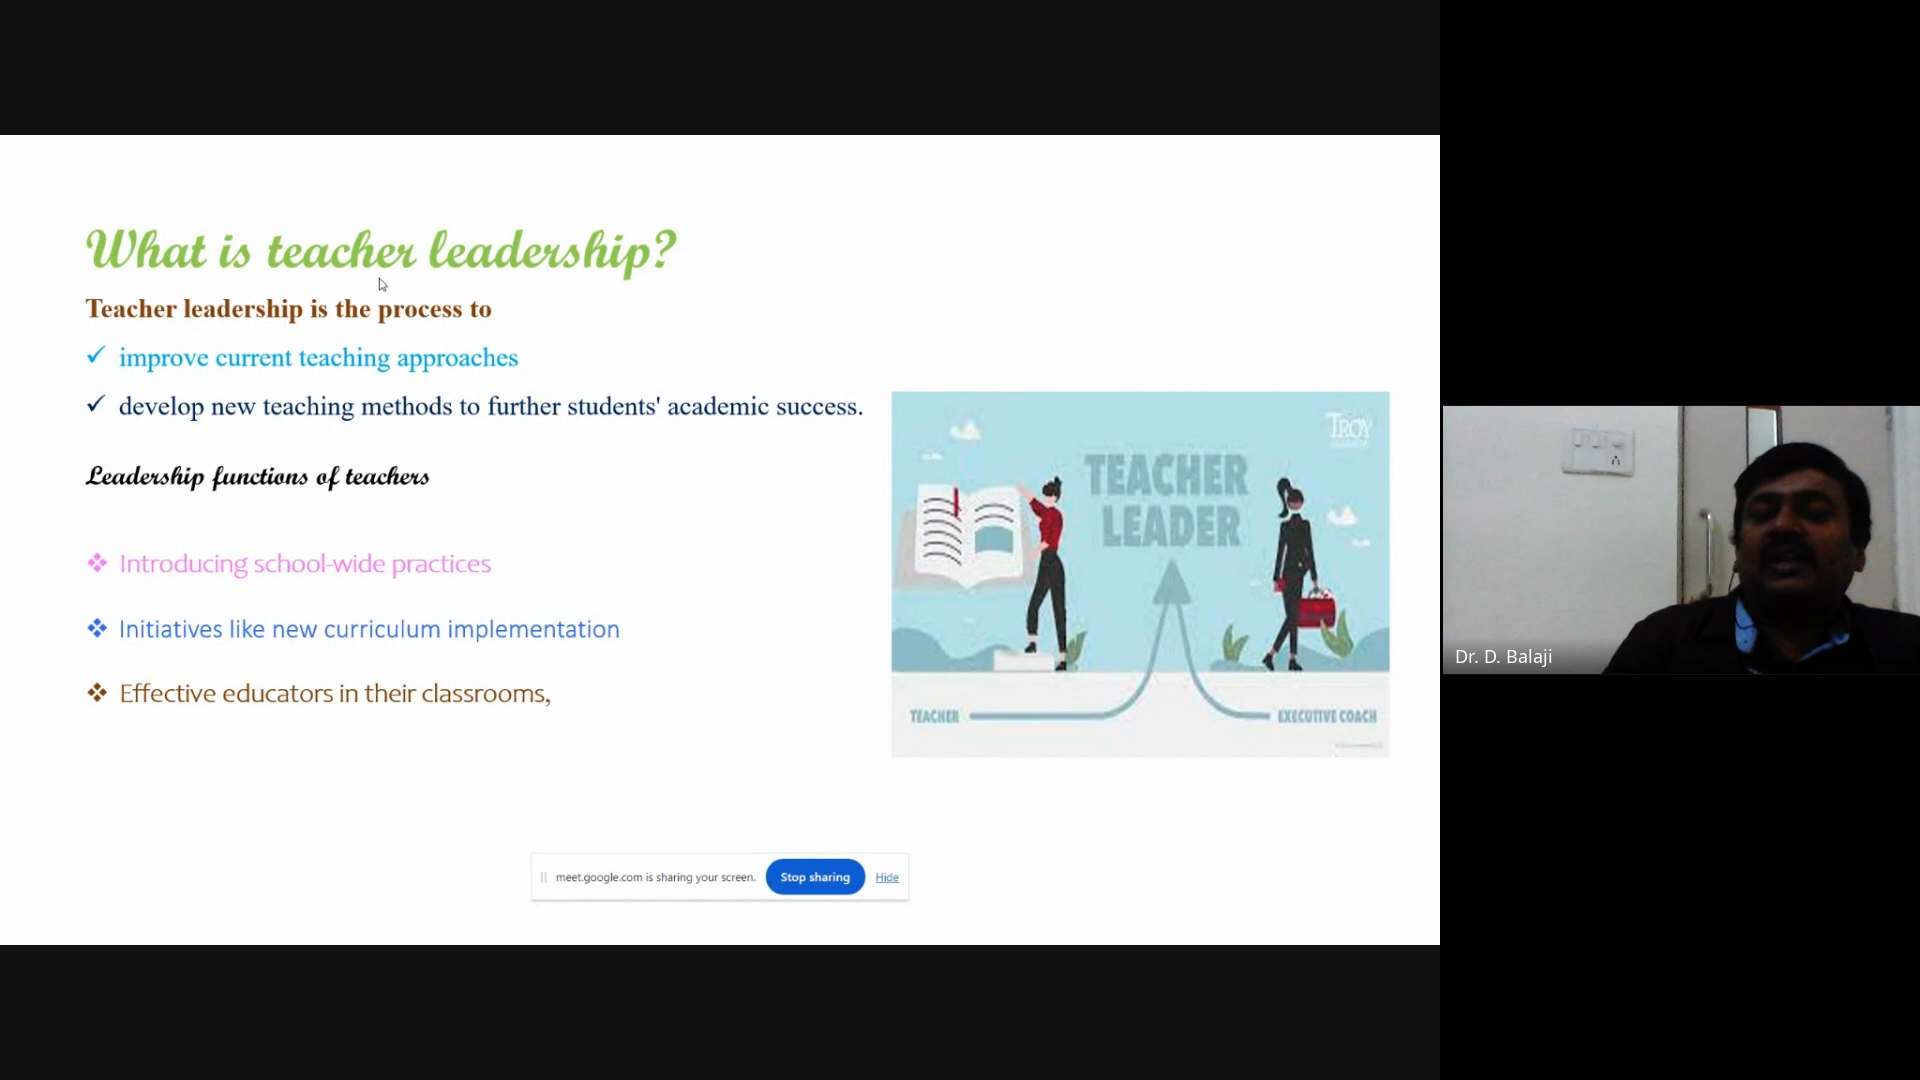 What is teacher leadership?
Teacher leadership is the process to
✓ improve current teaching approaches
✓ develop new teaching methods to further students' academic success.
Leadership functions of teachers
❖ Introducing school-wide practices
❖ Initiatives like new curriculum implementation
❖ Effective educators in their classrooms,
TROY
TEACHER
LEADER
TEACHER
EXECUTIVE COACH
meet.google.com is sharing your screen.
Stop sharing
Hide
Dr. D. Balaji